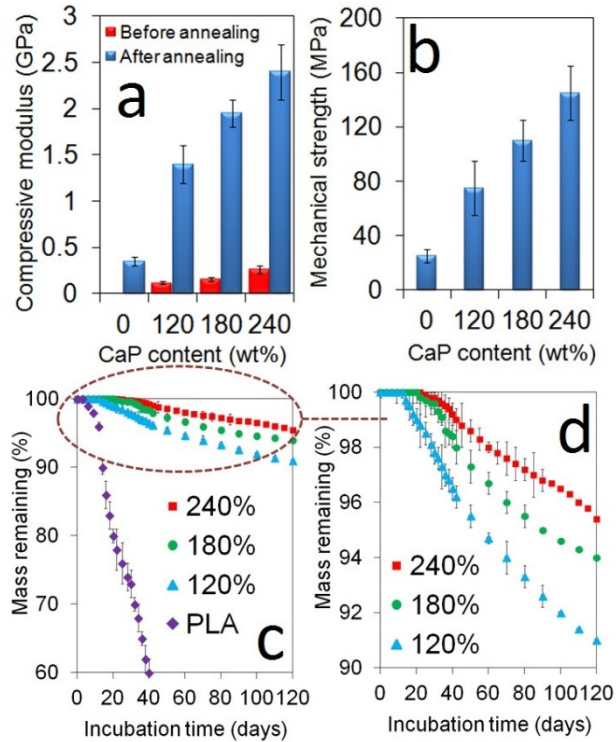 Before annealing
After annealing
a
Compressive modulus (GPa)
3
2.5
2
1.5
1
0.5
0
0 120 180 240
CaP content (wt%)
b
Mechanical strength (MPa)
200
160
120
80
40
0
0 120 180 240
CaP content (wt%)
Mass remaining (%)
100
90
80
70
60
240%
180%
120%
PLA
c
0 20 40 60 80 100 120
Incubation time (days)
Mass remaining (%)
100
98
96
94
92
90
d
240%
180%
120%
0 10 20 30 40 50 60 70 80 90 100 110 120
Incubation time (days)